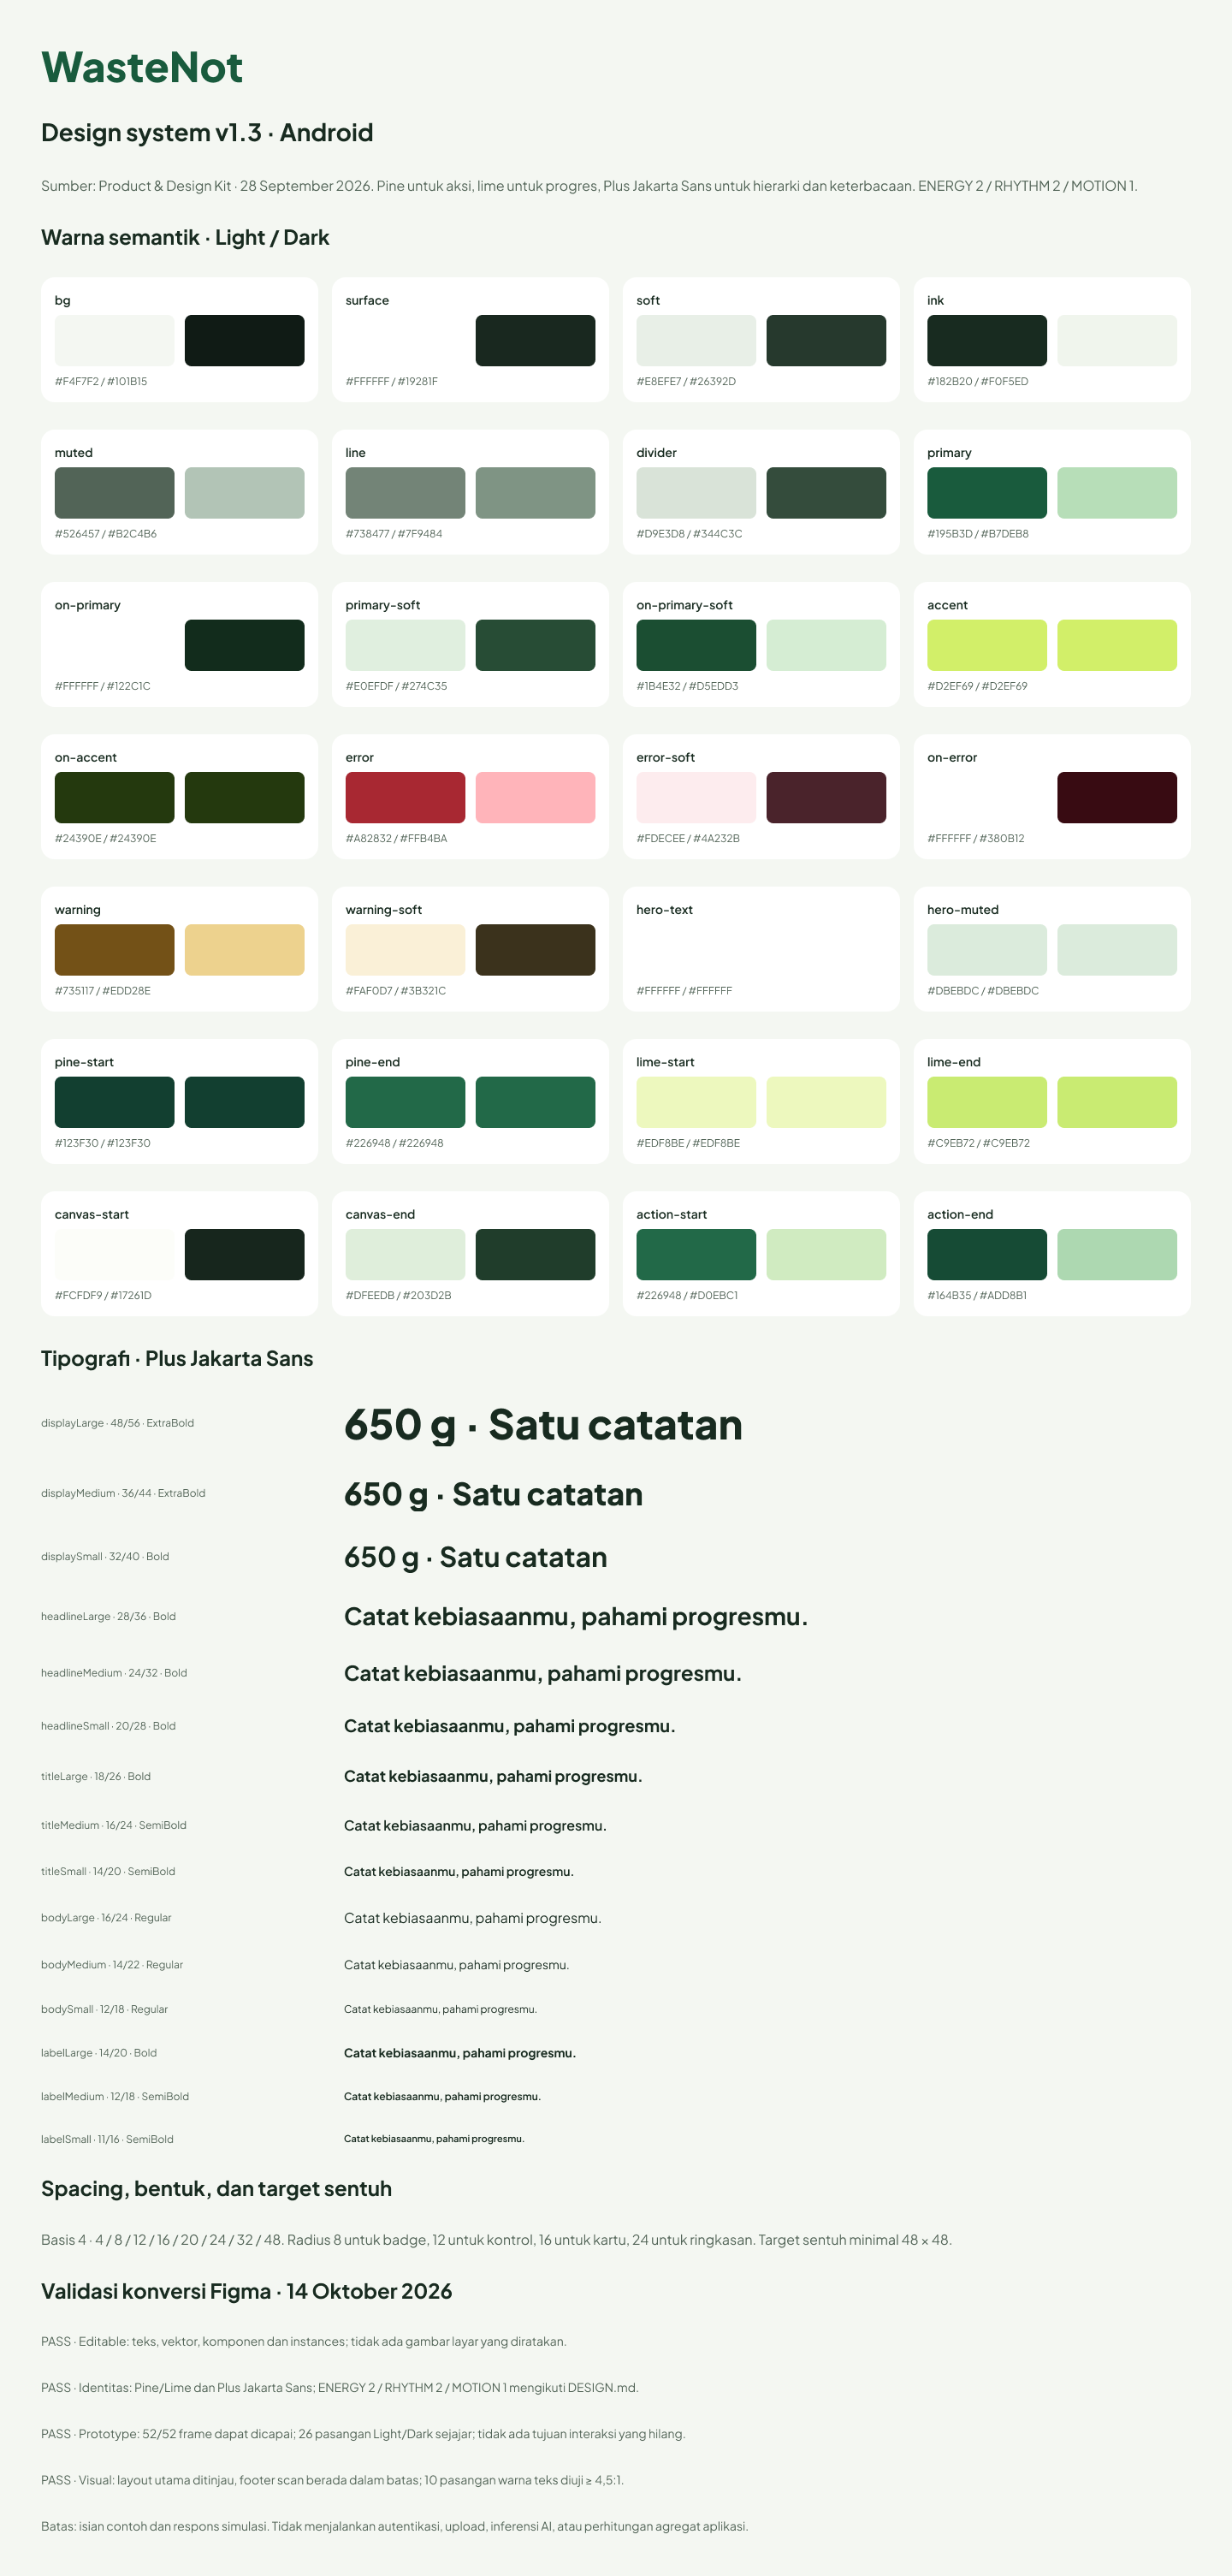 WasteNot
Design system v1.3 · Android
Sumber: Product & Design Kit · 28 September 2026. Pine untuk aksi, lime untuk progres, Plus Jakarta Sans untuk hierarki dan keterbacaan. ENERGY 2 / RHYTHM 2 / MOTION 1.
Warna semantik · Light / Dark
bg
#F4F7F2 / #101B15
surface
#FFFFFF / #19281F
soft
#E8EFE7 / #26392D
ink
#182B20 / #F0F5ED
muted
#526457 / #B2C4B6
line
#738477 / #7F9484
divider
#D9E3D8 / #344C3C
primary
#195B3D / #B7DEB8
on-primary
#FFFFFF / #122C1C
primary-soft
#E0EFDF / #274C35
on-primary-soft
#1B4E32 / #D5EDD3
accent
#D2EF69 / #D2EF69
on-accent
#24390E / #24390E
error
#A82832 / #FFB4BA
error-soft
#FDECEE / #4A232B
on-error
#FFFFFF / #380B12
warning
#735117 / #EDD28E
warning-soft
#FAF0D7 / #3B321C
hero-text
#FFFFFF / #FFFFFF
hero-muted
#DBEBDC / #DBEBDC
pine-start
#123F30 / #123F30
pine-end
#226948 / #226948
lime-start
#EDF8BE / #EDF8BE
lime-end
#C9EB72 / #C9EB72
canvas-start
#FCFDF9 / #17261D
canvas-end
#DFEEDB / #203D2B
action-start
#226948 / #D0EBC1
action-end
#164B35 / #ADD8B1
Tipografi · Plus Jakarta Sans
displayLarge · 48/56 · ExtraBold
650 g · Satu catatan
displayMedium · 36/44 · ExtraBold
650 g · Satu catatan
displaySmall · 32/40 · Bold
650 g · Satu catatan
headlineLarge · 28/36 · Bold
Catat kebiasaanmu, pahami progresmu.
headlineMedium · 24/32 · Bold
Catat kebiasaanmu, pahami progresmu.
headlineSmall · 20/28 · Bold
Catat kebiasaanmu, pahami progresmu.
titleLarge · 18/26 · Bold
Catat kebiasaanmu, pahami progresmu.
titleMedium · 16/24 · SemiBold
Catat kebiasaanmu, pahami progresmu.
titleSmall · 14/20 · SemiBold
Catat kebiasaanmu, pahami progresmu.
bodyLarge · 16/24 · Regular
Catat kebiasaanmu, pahami progresmu.
bodyMedium · 14/22 · Regular
Catat kebiasaanmu, pahami progresmu.
bodySmall · 12/18 · Regular
Catat kebiasaanmu, pahami progresmu.
labelLarge · 14/20 · Bold
Catat kebiasaanmu, pahami progresmu.
labelMedium · 12/18 · SemiBold
Catat kebiasaanmu, pahami progresmu.
labelSmall · 11/16 · SemiBold
Catat kebiasaanmu, pahami progresmu.
Spacing, bentuk, dan target sentuh
Basis 4 · 4 / 8 / 12 / 16 / 20 / 24 / 32 / 48. Radius 8 untuk badge, 12 untuk kontrol, 16 untuk kartu, 24 untuk ringkasan. Target sentuh minimal 48 × 48.
Validasi konversi Figma · 14 Oktober 2026
PASS · Editable: teks, vektor, komponen dan instances; tidak ada gambar layar yang diratakan.
PASS · Identitas: Pine/Lime dan Plus Jakarta Sans; ENERGY 2 / RHYTHM 2 / MOTION 1 mengikuti DESIGN.md.
PASS · Prototype: 52/52 frame dapat dicapai; 26 pasangan Light/Dark sejajar; tidak ada tujuan interaksi yang hilang.
PASS · Visual: layout utama ditinjau, footer scan berada dalam batas; 10 pasangan warna teks diuji ≥ 4,5:1.
Batas: isian contoh dan respons simulasi. Tidak menjalankan autentikasi, upload, inferensi AI, atau perhitungan agregat aplikasi.